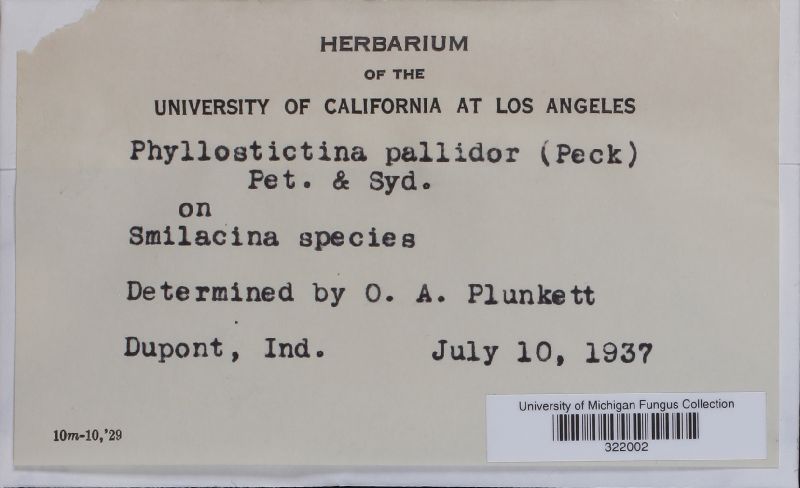 HERBARIUM
OF THE
UNIVERSITY OF CALIFORNIA AT LOS ANGELES
Phyllostictina pallidor (Peck)
Pet. & Syd.
on
Smilacina species
Determined by O. A. Plunkett
Dupont, Ind. July 10, 1937
10m-10,'29
University of Michigan Fungus Collection
322002